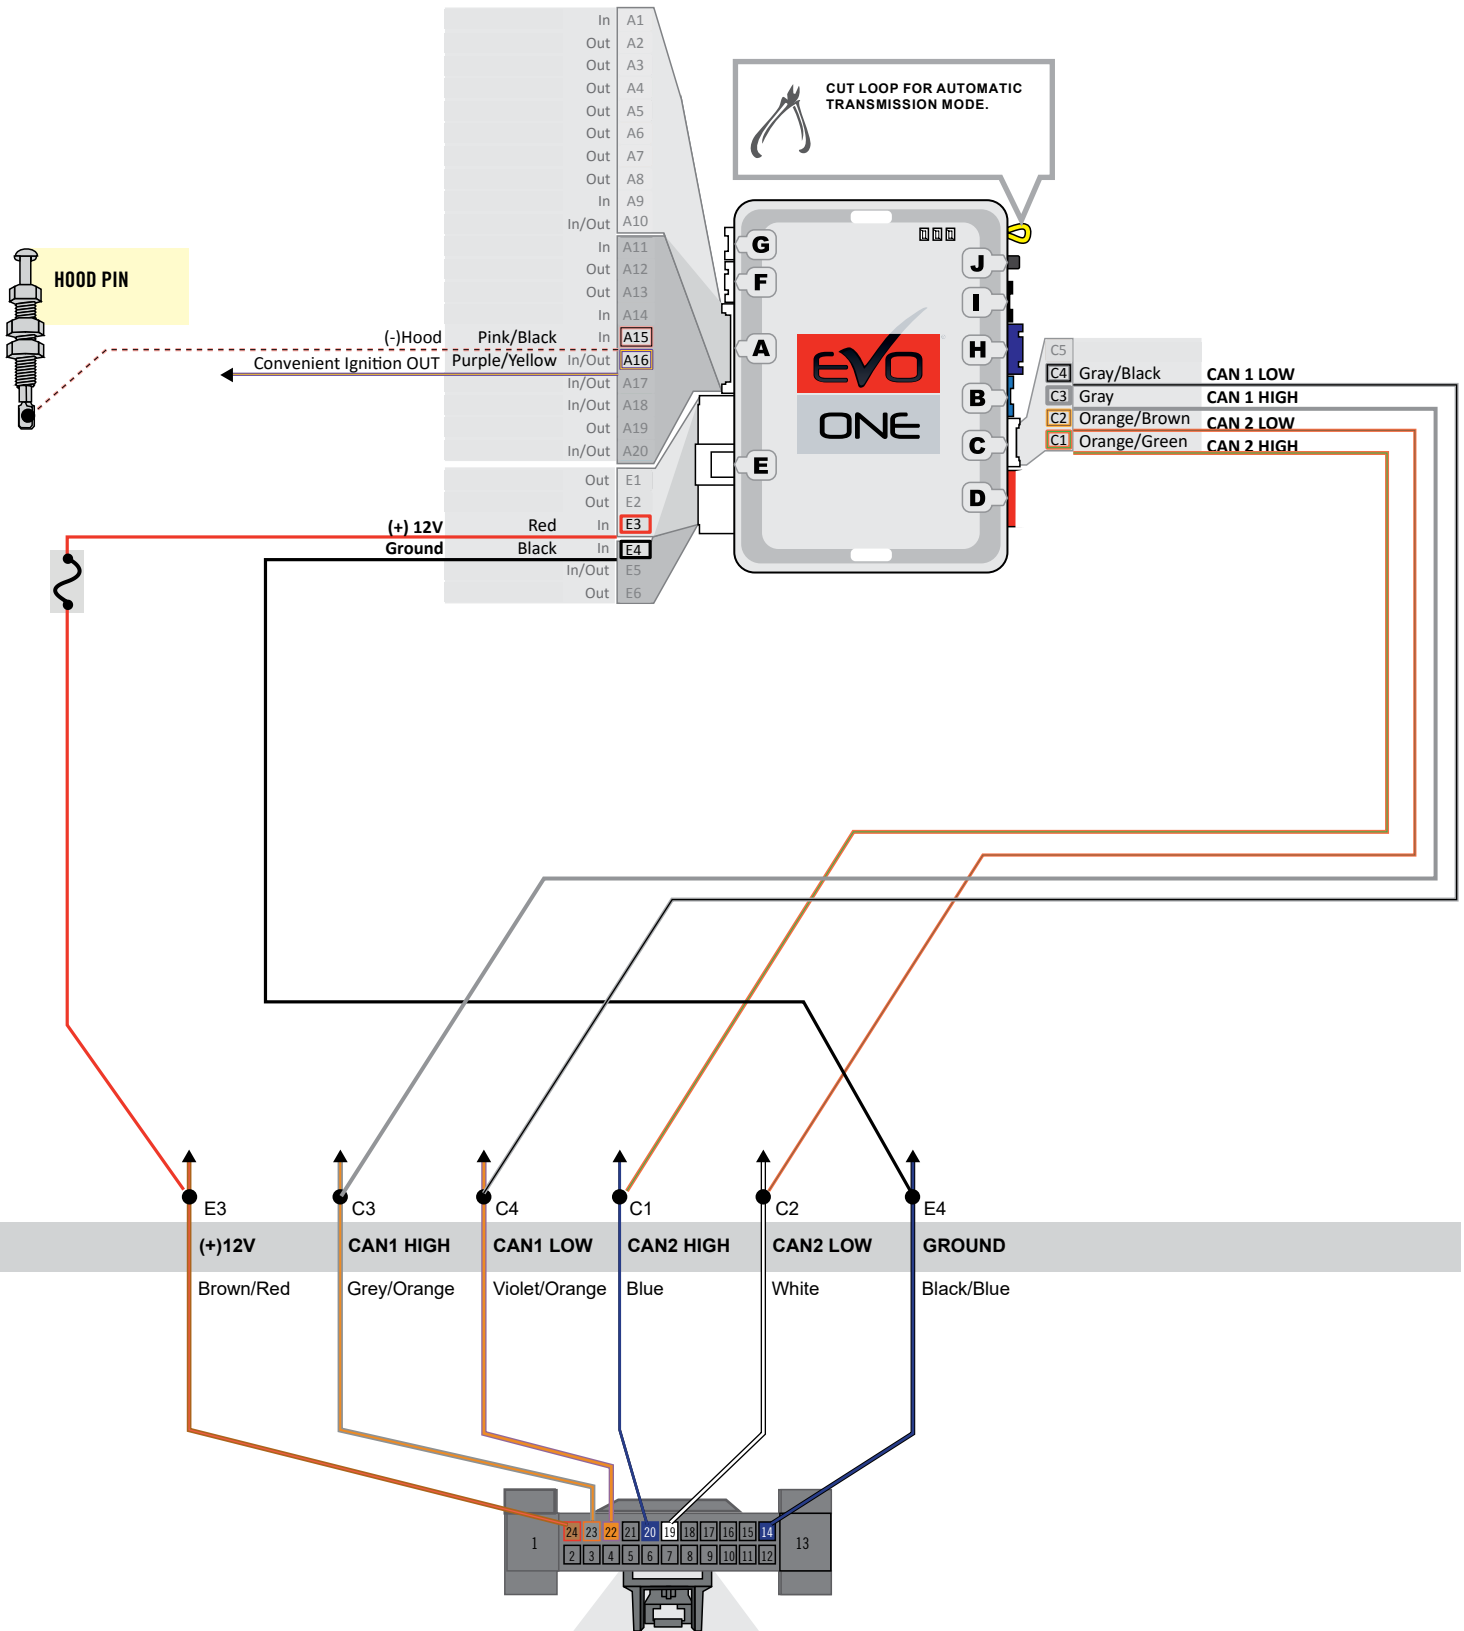 In A1
Out A2
Out A3
Out A4
Out A5
Out A6
Out A7
Out A8
In A9
In/Out A10
In A11
Out A12
Out A13
In A14
(-)Hood Pink/Black In A15
Convenient Ignition OUT Purple/Yellow In/Out A16
In/Out A17
In/Out A18
Out A19
In/Out A20
Out E1
Out E2
(+) 12V Red In E3
Ground Black In E4
In/Out E5
Out E6
HOOD PIN
CUT LOOP FOR AUTOMATIC
TRANSMISSION MODE.
G
F
A
E
J
I
H
B
C
D
EVO
ONE
C5
C4 Gray/Black CAN 1 LOW
C3 Gray CAN 1 HIGH
C2 Orange/Brown CAN 2 LOW
C1 Orange/Green CAN 2 HIGH
E3 C3 C4 C1 C2 E4
(+)12V CAN1 HIGH CAN1 LOW CAN2 HIGH CAN2 LOW GROUND
Brown/Red Grey/Orange Violet/Orange Blue White Black/Blue
1 24 23 22 21 20 19 18 17 16 15 14 13
2 3 4 5 6 7 8 9 10 11 12